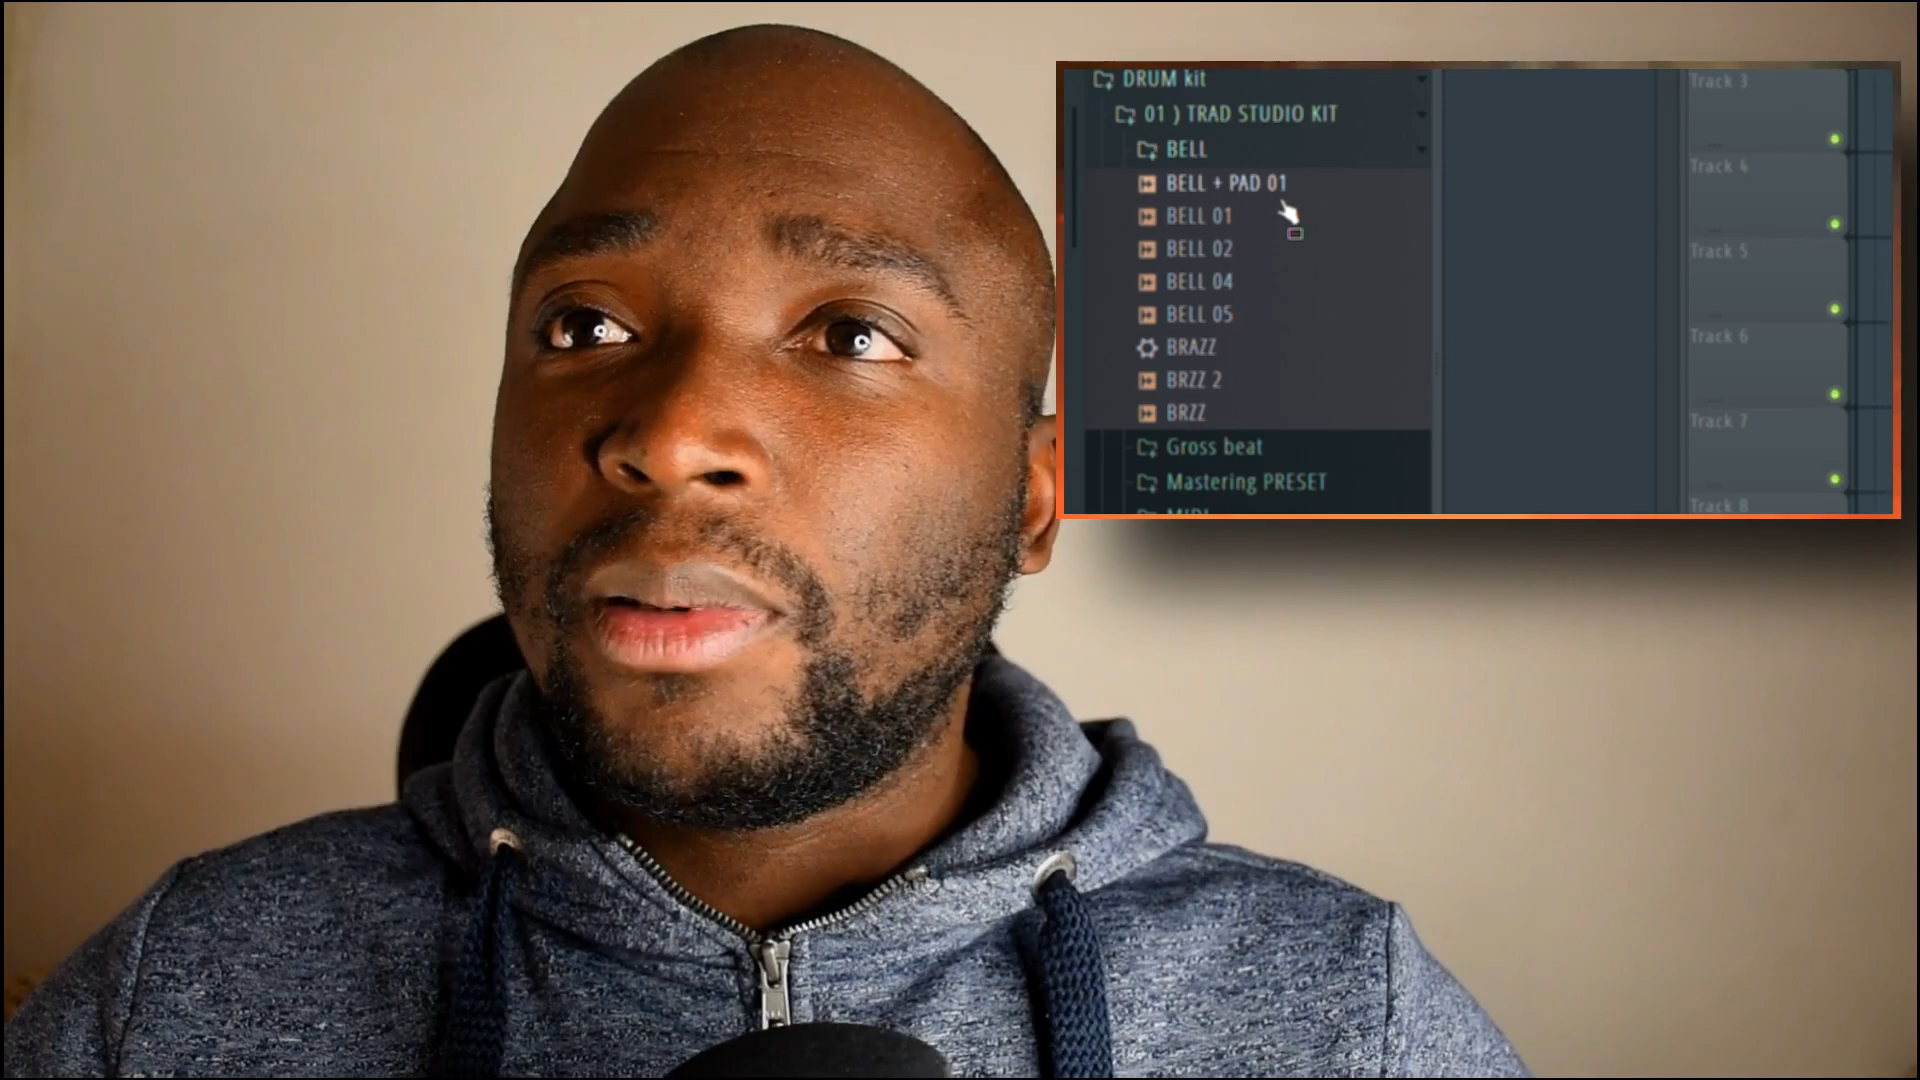 DRUM kit
01 ) TRAD STUDIO KIT
BELL
BELL + PAD 01
BELL 01
BELL 02
BELL 04
BELL 05
BRAZZ
BRZZ 2
BRZZ
Gross beat
Mastering PRESET
MIDI
Track 3
Track 4
Track 5
Track 6
Track 7
Track 8